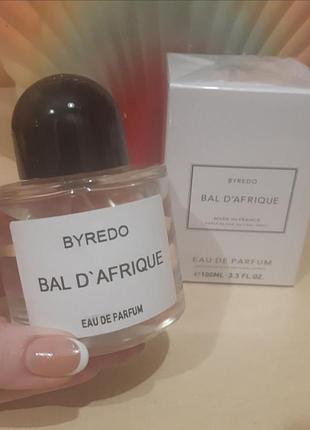 BYREDO
BAL D`AFRIQUE
EAU DE PARFUM
BYREDO
BAL D'AFRIQUE
MADE IN FRANCE
EAU DE PARFUM
℮100ML 3.3 FL.OZ.